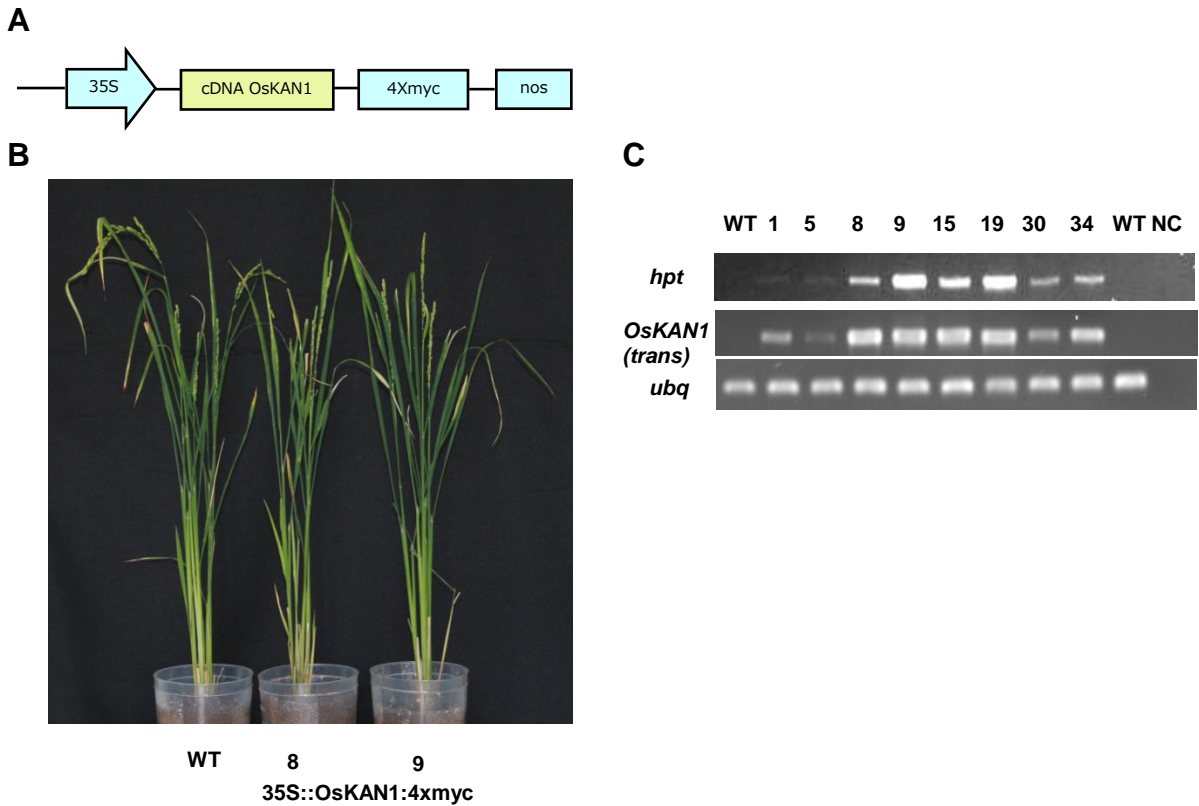 A
35S
cDNA OsKAN1
4Xmyc
nos
B
WT
8
9
35S::OsKAN1:4xmyc
C
WT 1 5 8 9 15 19 30 34 WT NC
hpt
OsKAN1
(trans)
ubq